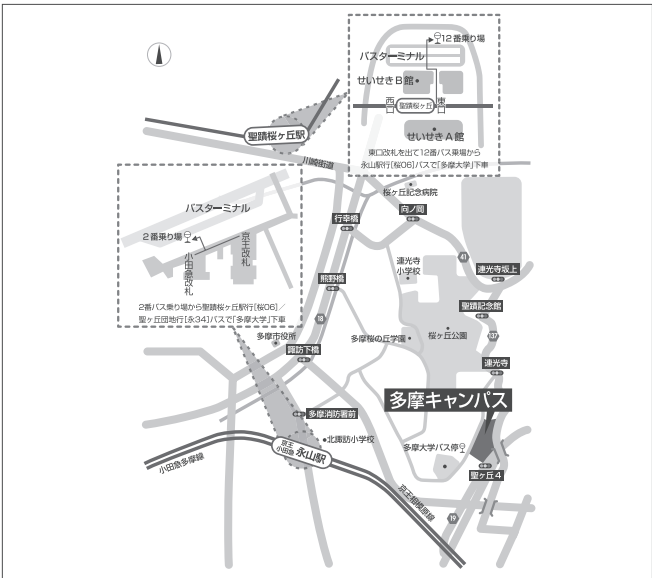 12番乗り場
バスターミナル
せいせきB館
西口
聖蹟桜ヶ丘
東口
せいせきA館
東口改札を出て12番バス乗場から
永山駅行[桜06]バスで「多摩大学」下車
聖蹟桜ヶ丘駅
川崎街道
バスターミナル
2番乗り場
京王改札
小田急改札
2番バス乗り場から聖蹟桜ヶ丘駅行[桜06]／
聖ヶ丘団地行[永34]バスで「多摩大学」下車
桜ヶ丘記念病院
行幸橋
向ノ岡
41
連光寺
小学校
連光寺坂上
熊野橋
聖蹟記念館
18
多摩市役所
多摩桜の丘学園
桜ヶ丘公園
37
諏訪下橋
連光寺
多摩キャンパス
多摩消防署前
北諏訪小学校
京王
小田急
永山駅
多摩大学バス停
小田急多摩線
聖ヶ丘4
京王相模原線
19